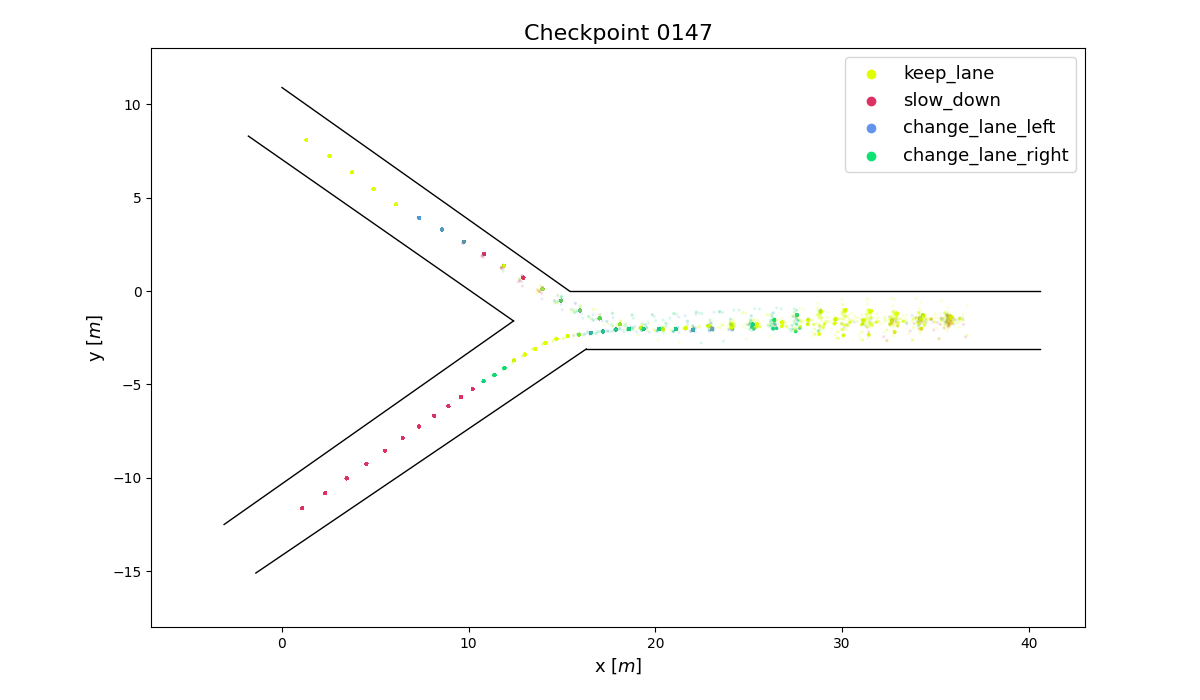 Checkpoint 0147
keep_lane
slow_down
change_lane_left
change_lane_right
10
5
0
−5
−10
−15
y [m]
0
10
20
30
40
x [m]